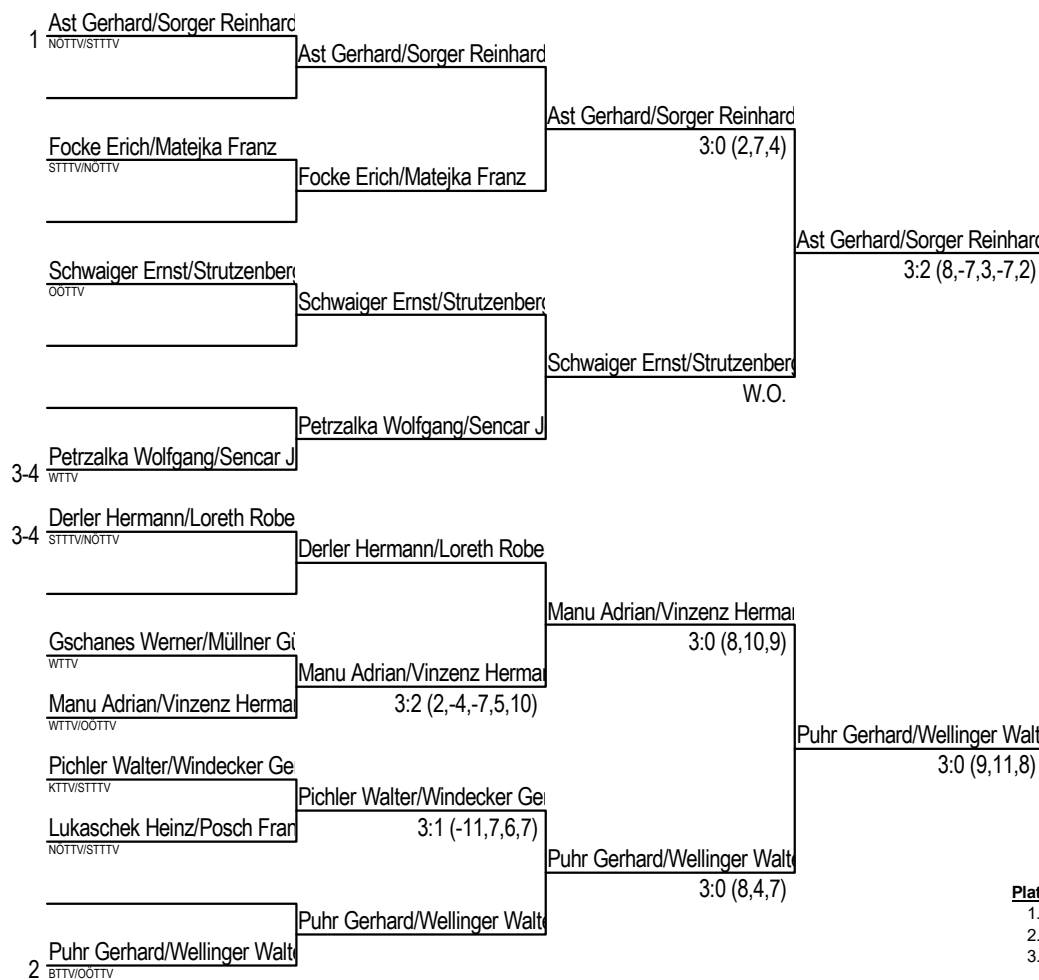 Ast Gerhard/Sorger Reinhard
1
NÖTTV/STTTV
Ast Gerhard/Sorger Reinhard
Ast Gerhard/Sorger Reinhard
3:0 (2,7,4)
Focke Erich/Matejka Franz
STTTV/NÖTTV
Focke Erich/Matejka Franz
Ast Gerhard/Sorger Reinhard
3:2 (8,-7,3,-7,2)
Schwaiger Ernst/Strutzenberg
OÖTTV
Schwaiger Ernst/Strutzenberg
Schwaiger Ernst/Strutzenberg
W.O.
Petrzalka Wolfgang/Sencar J
Petrzalka Wolfgang/Sencar J
3-4
WTTV
Derler Hermann/Loreth Robe
3-4
STTTV/NÖTTV
Derler Hermann/Loreth Robe
Manu Adrian/Vinzenz Herman
3:0 (8,10,9)
Gschanes Werner/Müllner Gü
WTTV
Manu Adrian/Vinzenz Herman
3:2 (2,-4,-7,5,10)
Manu Adrian/Vinzenz Herman
WTTV/OÖTTV
Puhr Gerhard/Wellinger Walt
3:0 (9,11,8)
Pichler Walter/Windecker Ge
KTTV/STTTV
Pichler Walter/Windecker Ge
3:1 (-11,7,6,7)
Lukaschek Heinz/Posch Fran
NÖTTV/STTTV
Puhr Gerhard/Wellinger Walte
3:0 (8,4,7)
Puhr Gerhard/Wellinger Walte
Puhr Gerhard/Wellinger Walte
2
BTTV/OÖTTV
Plat
1.
2.
3.